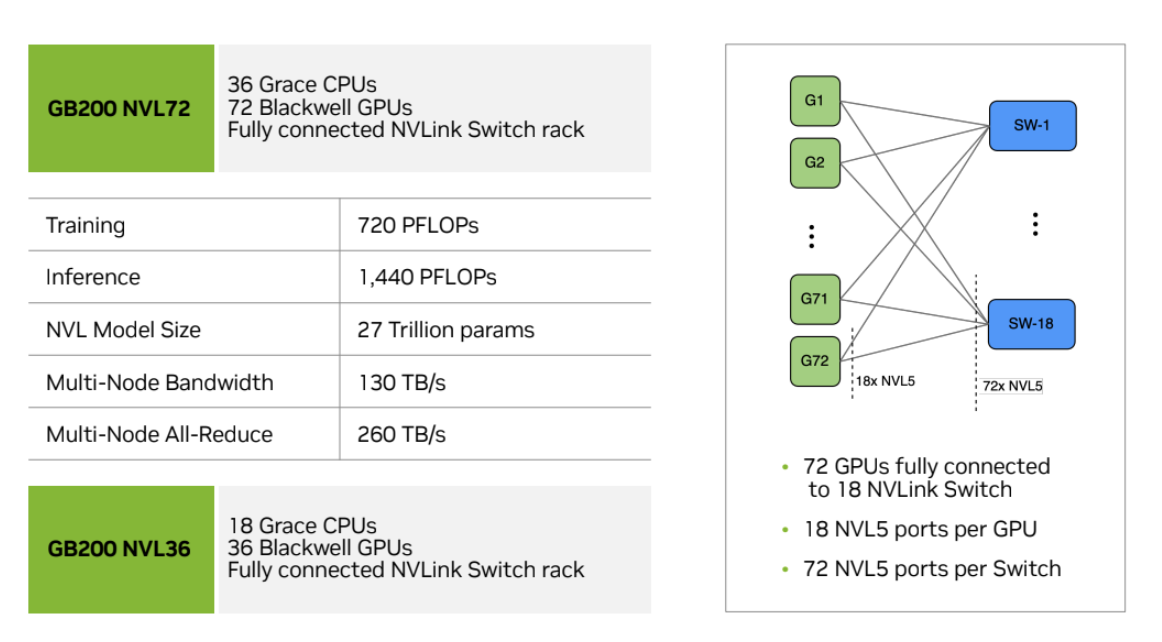 GB200 NVL72
36 Grace CPUs
72 Blackwell GPUs
Fully connected NVLink Switch rack
Training
720 PFLOPs
Inference
1,440 PFLOPs
NVL Model Size
27 Trillion params
Multi-Node Bandwidth
130 TB/s
Multi-Node All-Reduce
260 TB/s
GB200 NVL36
18 Grace CPUs
36 Blackwell GPUs
Fully connected NVLink Switch rack
G1
G2
G71
G72
SW-1
SW-18
18x NVL5
72x NVL5
• 72 GPUs fully connected
to 18 NVLink Switch
• 18 NVL5 ports per GPU
• 72 NVL5 ports per Switch